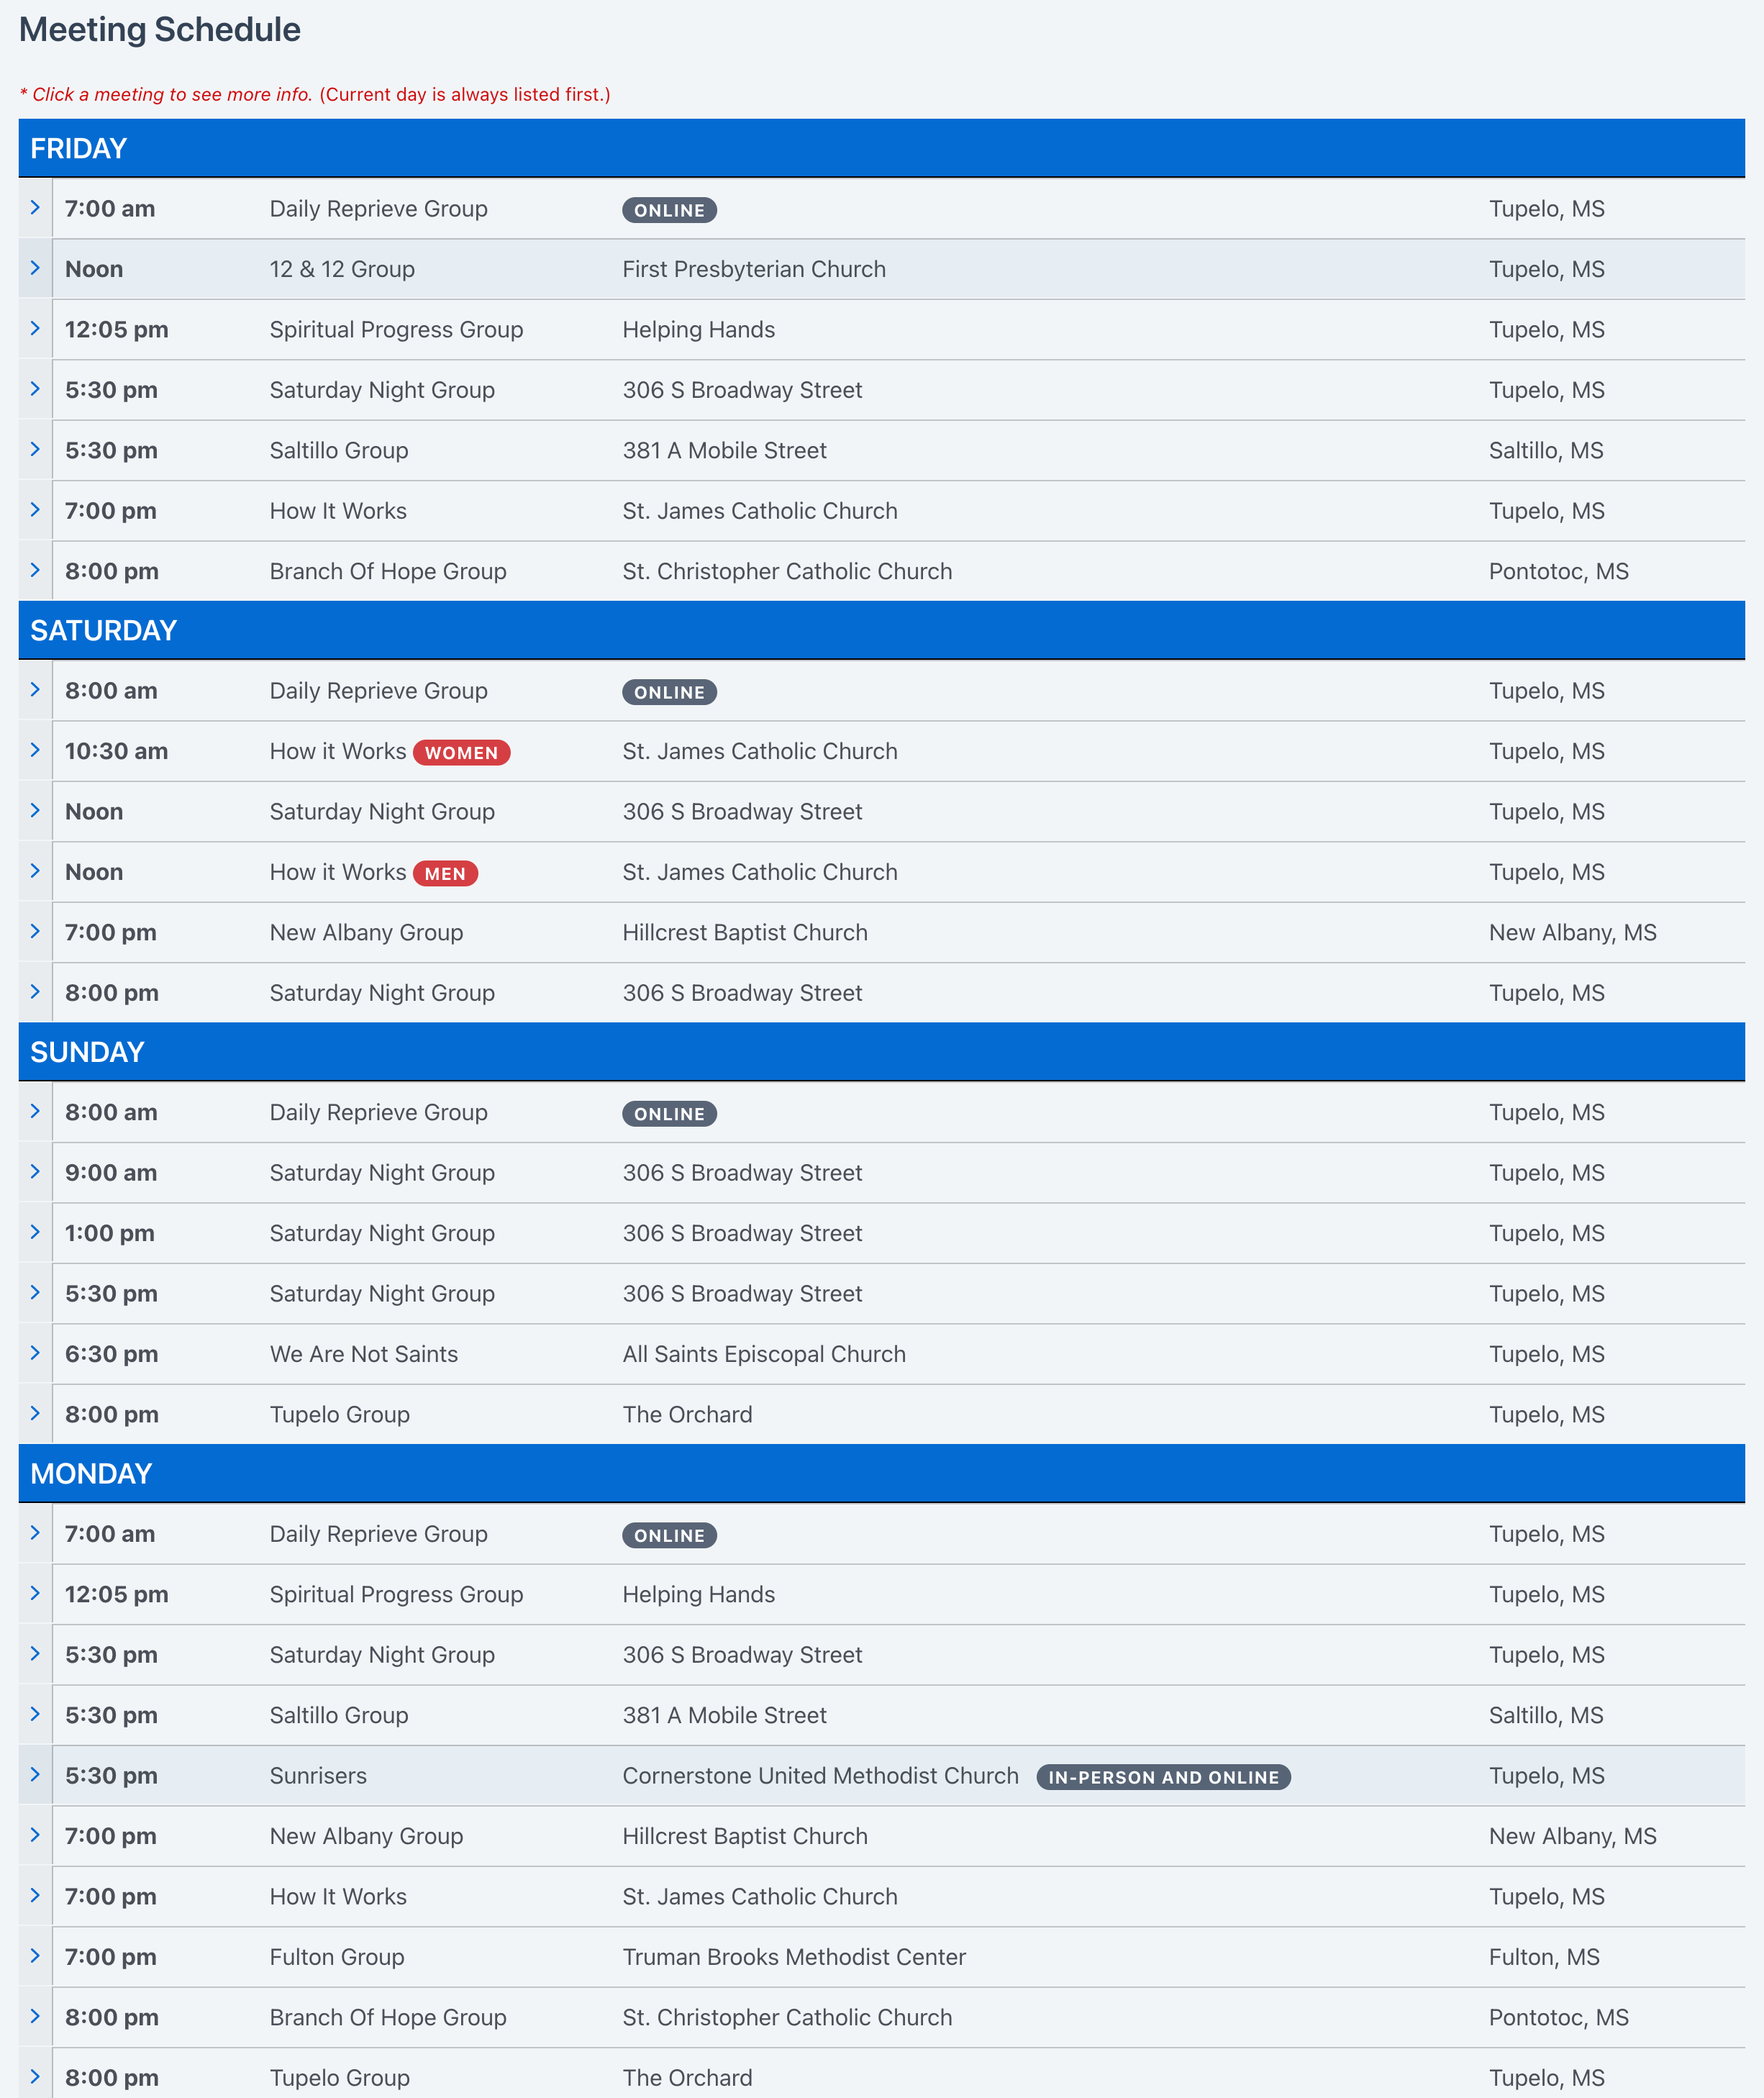 Meeting Schedule
* Click a meeting to see more info. (Current day is always listed first.)
FRIDAY
7:00 am Daily Reprieve Group ONLINE Tupelo, MS
Noon 12 & 12 Group First Presbyterian Church Tupelo, MS
12:05 pm Spiritual Progress Group Helping Hands Tupelo, MS
5:30 pm Saturday Night Group 306 S Broadway Street Tupelo, MS
5:30 pm Saltillo Group 381 A Mobile Street Saltillo, MS
7:00 pm How It Works St. James Catholic Church Tupelo, MS
8:00 pm Branch Of Hope Group St. Christopher Catholic Church Pontotoc, MS
SATURDAY
8:00 am Daily Reprieve Group ONLINE Tupelo, MS
10:30 am How it Works WOMEN St. James Catholic Church Tupelo, MS
Noon Saturday Night Group 306 S Broadway Street Tupelo, MS
Noon How it Works MEN St. James Catholic Church Tupelo, MS
7:00 pm New Albany Group Hillcrest Baptist Church New Albany, MS
8:00 pm Saturday Night Group 306 S Broadway Street Tupelo, MS
SUNDAY
8:00 am Daily Reprieve Group ONLINE Tupelo, MS
9:00 am Saturday Night Group 306 S Broadway Street Tupelo, MS
1:00 pm Saturday Night Group 306 S Broadway Street Tupelo, MS
5:30 pm Saturday Night Group 306 S Broadway Street Tupelo, MS
6:30 pm We Are Not Saints All Saints Episcopal Church Tupelo, MS
8:00 pm Tupelo Group The Orchard Tupelo, MS
MONDAY
7:00 am Daily Reprieve Group ONLINE Tupelo, MS
12:05 pm Spiritual Progress Group Helping Hands Tupelo, MS
5:30 pm Saturday Night Group 306 S Broadway Street Tupelo, MS
5:30 pm Saltillo Group 381 A Mobile Street Saltillo, MS
5:30 pm Sunrisers Cornerstone United Methodist Church IN-PERSON AND ONLINE Tupelo, MS
7:00 pm New Albany Group Hillcrest Baptist Church New Albany, MS
7:00 pm How It Works St. James Catholic Church Tupelo, MS
7:00 pm Fulton Group Truman Brooks Methodist Center Fulton, MS
8:00 pm Branch Of Hope Group St. Christopher Catholic Church Pontotoc, MS
8:00 pm Tupelo Group The Orchard Tupelo, MS